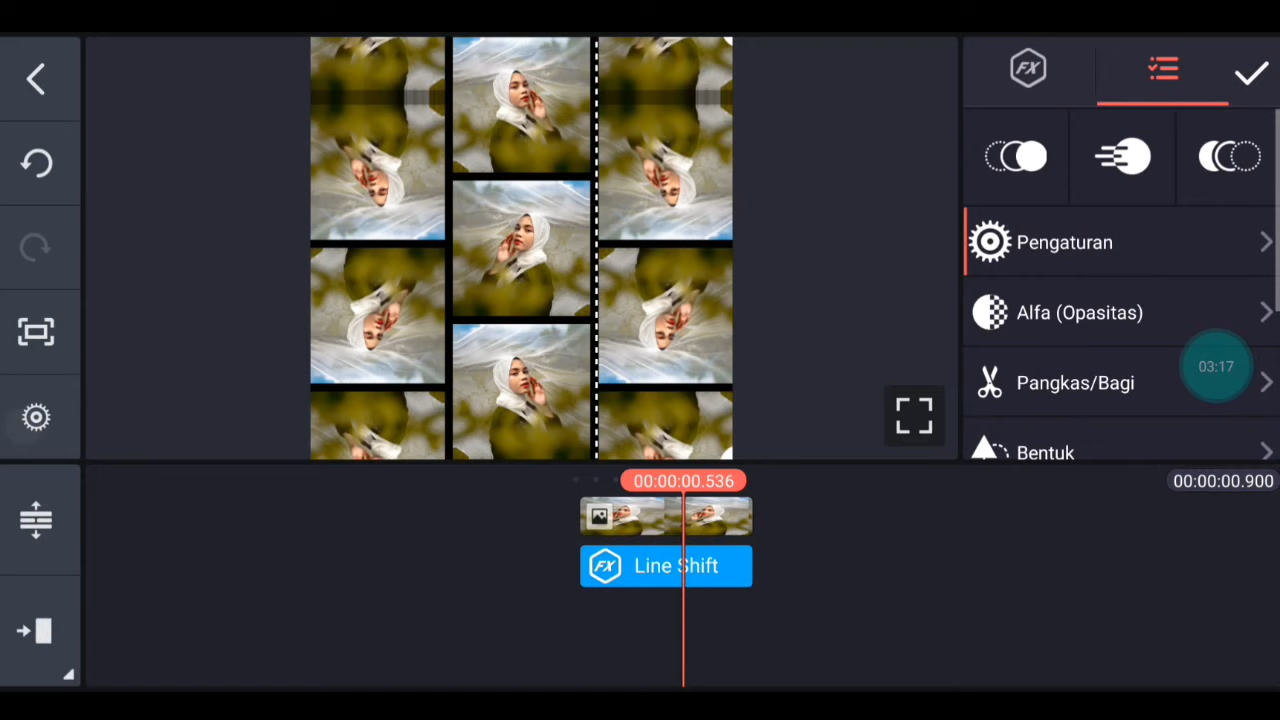 FX
Pengaturan
Alfa (Opasitas)
03:17
Pangkas/Bagi
Bentuk
00:00:00.536
00:00:00.900
FX Line Shift